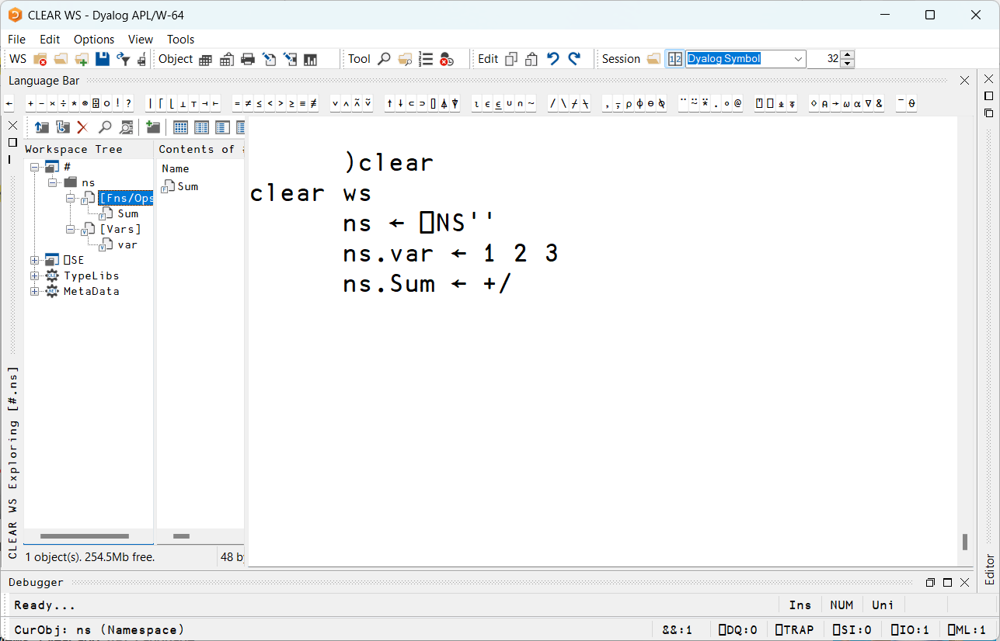 CLEAR WS - Dyalog APL/W-64
File Edit Options View Tools
WS Object Tool Edit Session Dyalog Symbol 32
Language Bar
← + - × ÷ * ⍟ ⌹ ○ ! ? | ⌈ ⌊ ⊥ ⊤ ⊣ ⊢ = ≠ ≤ < > ≥ ≡ ≢ ∨ ∧ ⍲ ⍱ ↑ ↓ ⊂ ⊃ ⌷ ⍋ ⍒ ⍳ ∊ ⍷ ∪ ∩ ~ / \ ⌿ ⍀ , ⍪ ⍴ ⌽ ⊖ ⍉ ¨ ⍨ ⍣ . ∘ @ ⍞ ⎕ ⍎ ⍕ ⋄ ⍝ → ⍵ ⍺ ∇ & ¯ ⍬
Workspace Tree
#
ns
[Fns/Ops
Sum
[Vars]
var
⎕SE
TypeLibs
MetaData
Contents of #
Name
Sum
)clear
clear ws
ns ← ⎕NS''
ns.var ← 1 2 3
ns.Sum ← +/
CLEAR WS Exploring [#.ns]
1 object(s). 254.5Mb free.
48 by
Editor
Debugger
Ready...
Ins NUM Uni
CurObj: ns (Namespace)
&&:1 ⎕DQ:0 ⎕TRAP ⎕SI:0 ⎕IO:1 ⎕ML:1